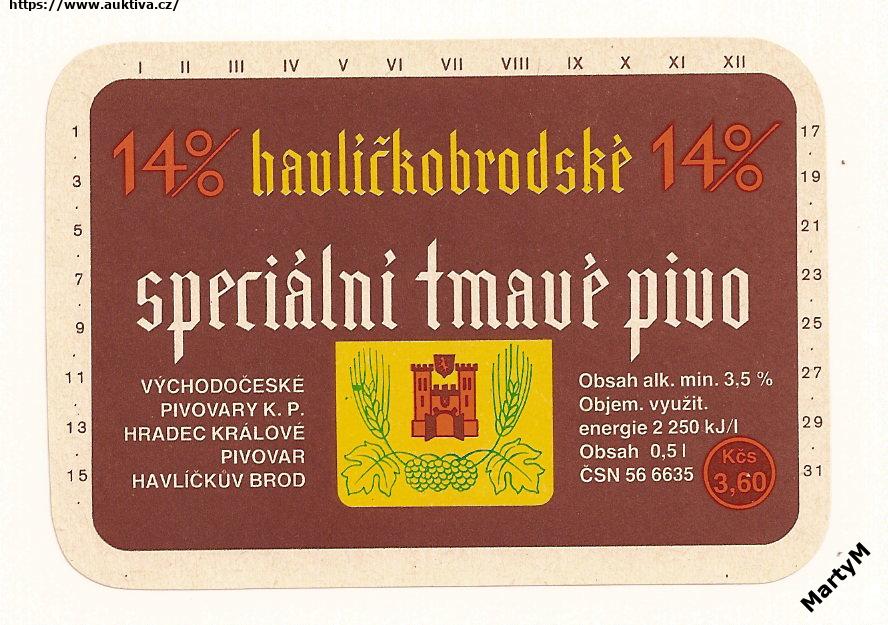 https://www.auktiva.cz/
I II III IV V VI VII VIII IX X XI XII
14% havlíčkobrodské 14%
speciální tmavé pivo
1
3
5
7
9
11
13
15
VÝCHODOČESKÉ
PIVOVARY K. P.
HRADEC KRÁLOVÉ
PIVOVAR
HAVLÍČKŮV BROD
Obsah alk. min. 3,5 %
Objem. využit.
energie 2 250 kJ/l
Obsah 0,5 l
ČSN 56 6635
Kčs
3,60
17
19
21
23
25
27
29
31
MartyM